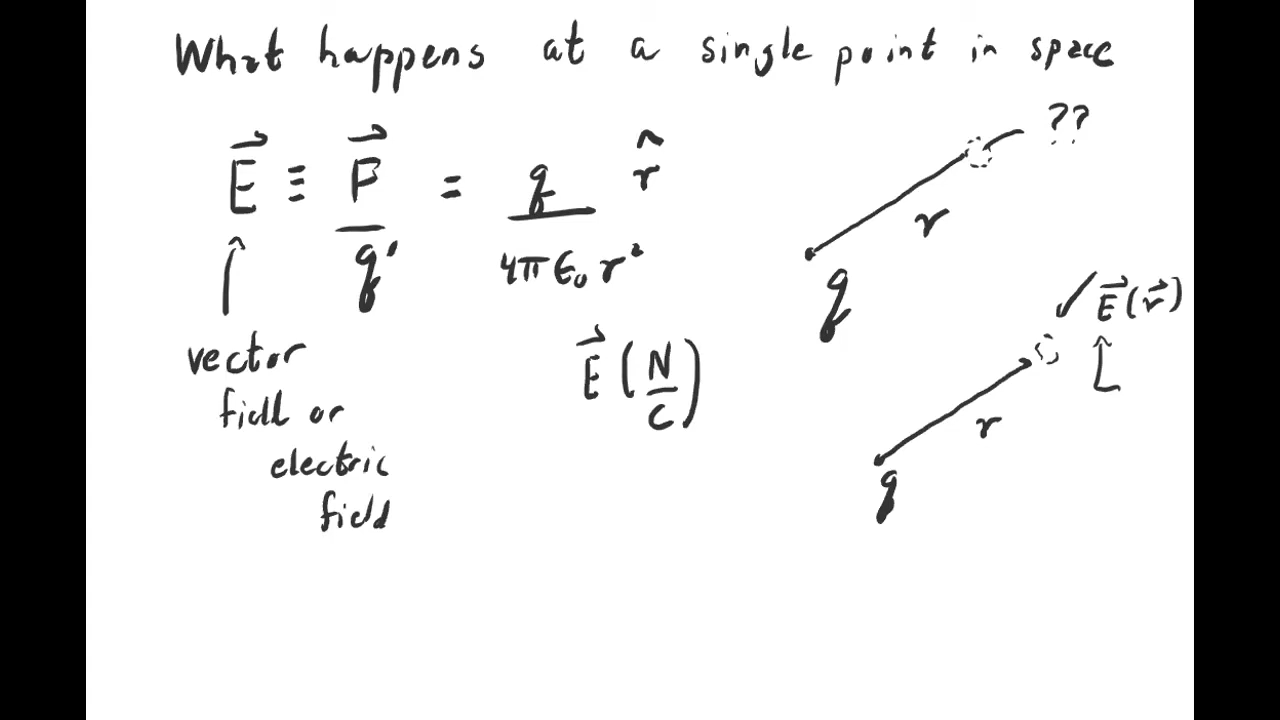 What happens at a single point in space
E⃗ ≡ F⃗ / q' = q / 4πϵ₀r² r̂
??
r
q
vector
field or
electric
field
E⃗ (N/C)
✓ E⃗(r⃗)
r
q